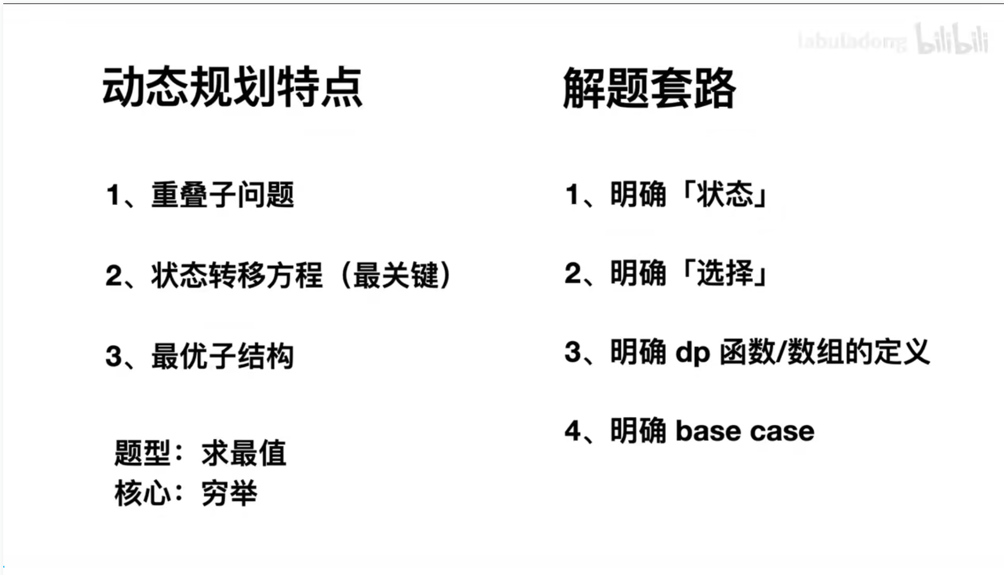 labuladong bilibili
动态规划特点
1、重叠子问题
2、状态转移方程（最关键）
3、最优子结构
题型：求最值
核心：穷举
解题套路
1、明确「状态」
2、明确「选择」
3、明确 dp 函数/数组的定义
4、明确 base case